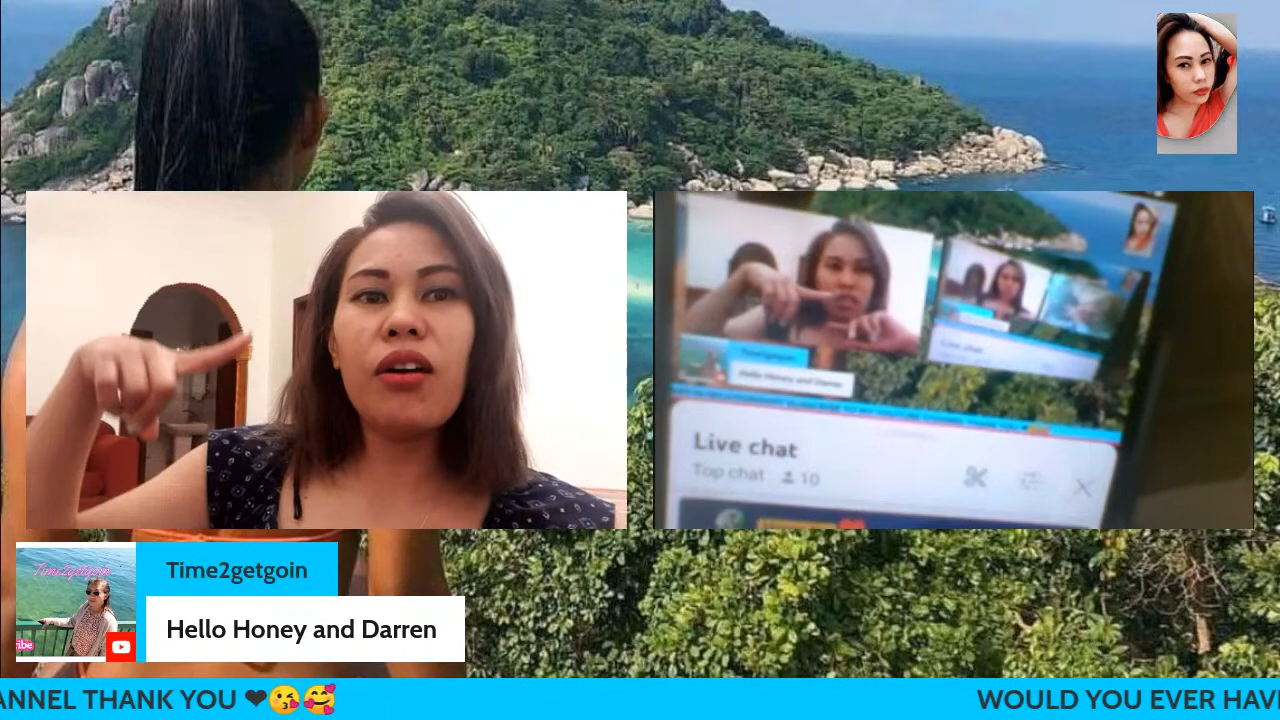 Live chat
Top chat 10
Hello Honey and Darren
Time2getgoin
Time2getgoin
Hello Honey and Darren
ibe
ANNEL THANK YOU ❤😘🥰 WOULD YOU EVER HAV